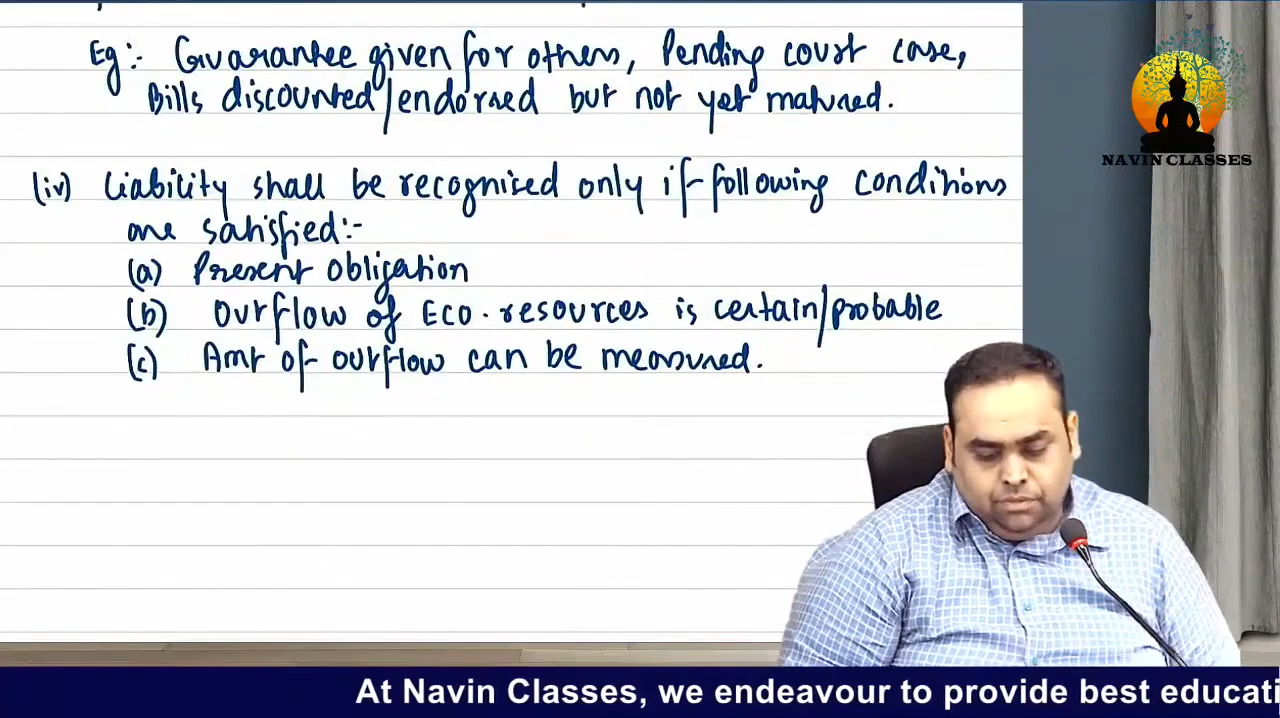 Eg:- Guarantee given for others, Pending court case,
Bills discounted/endorsed but not yet matured.
NAVIN CLASSES
(iv) Liability shall be recognised only if following conditions
are satisfied:-
(a) Present obligation
(b) Outflow of Eco. resources is certain/probable
(c) Amt of outflow can be measured.
At Navin Classes, we endeavour to provide best educati